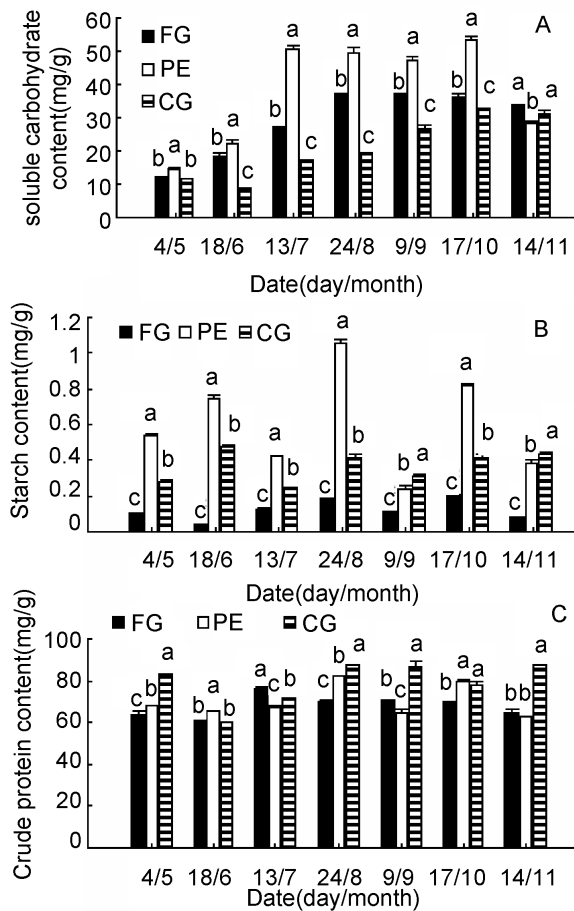 FG
PE
CG
A
soluble carbohydrate
content(mg/g)
60
50
40
30
20
10
0
b a b
b a c
b a c
b a c
b a c
b a c
a b a
4/5 18/6 13/7 24/8 9/9 17/10 14/11
Date(day/month)
B
FG PE CG
Starch content(mg/g)
1.2
1
0.8
0.6
0.4
0.2
0
c a b
c a b
c a b
c a b
c b a
c a b
c b a
4/5 18/6 13/7 24/8 9/9 17/10 14/11
Date(day/month)
C
FG PE CG
Crude protein content(mg/g)
100
80
60
40
20
0
c b a
b a b
a c b
c b a
b c a
b a a
b b a
4/5 18/6 13/7 24/8 9/9 17/10 14/11
Date(day/month)